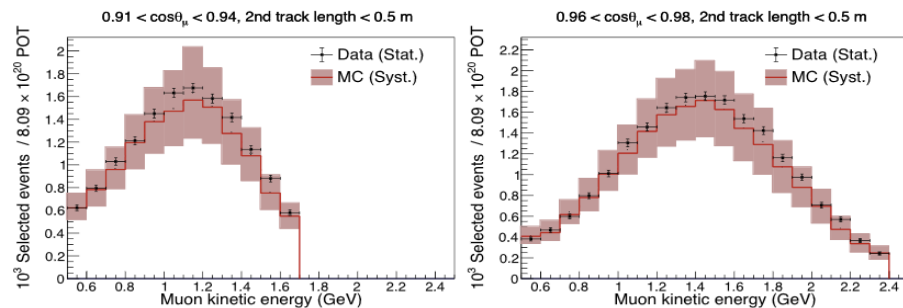 0.91 < cosθμ < 0.94, 2nd track length < 0.5 m
10³ Selected events / 8.09 × 10²⁰ POT
2
1.8
1.6
1.4
1.2
1
0.8
0.6
0.4
0.2
0
Data (Stat.)
MC (Syst.)
0.6 0.8 1.0 1.2 1.4 1.6 1.8 2.0 2.2 2.4
Muon kinetic energy (GeV)
0.96 < cosθμ < 0.98, 2nd track length < 0.5 m
10³ Selected events / 8.09 × 10²⁰ POT
2.2
2
1.8
1.6
1.4
1.2
1
0.8
0.6
0.4
0.2
0
Data (Stat.)
MC (Syst.)
0.6 0.8 1.0 1.2 1.4 1.6 1.8 2.0 2.2 2.4
Muon kinetic energy (GeV)